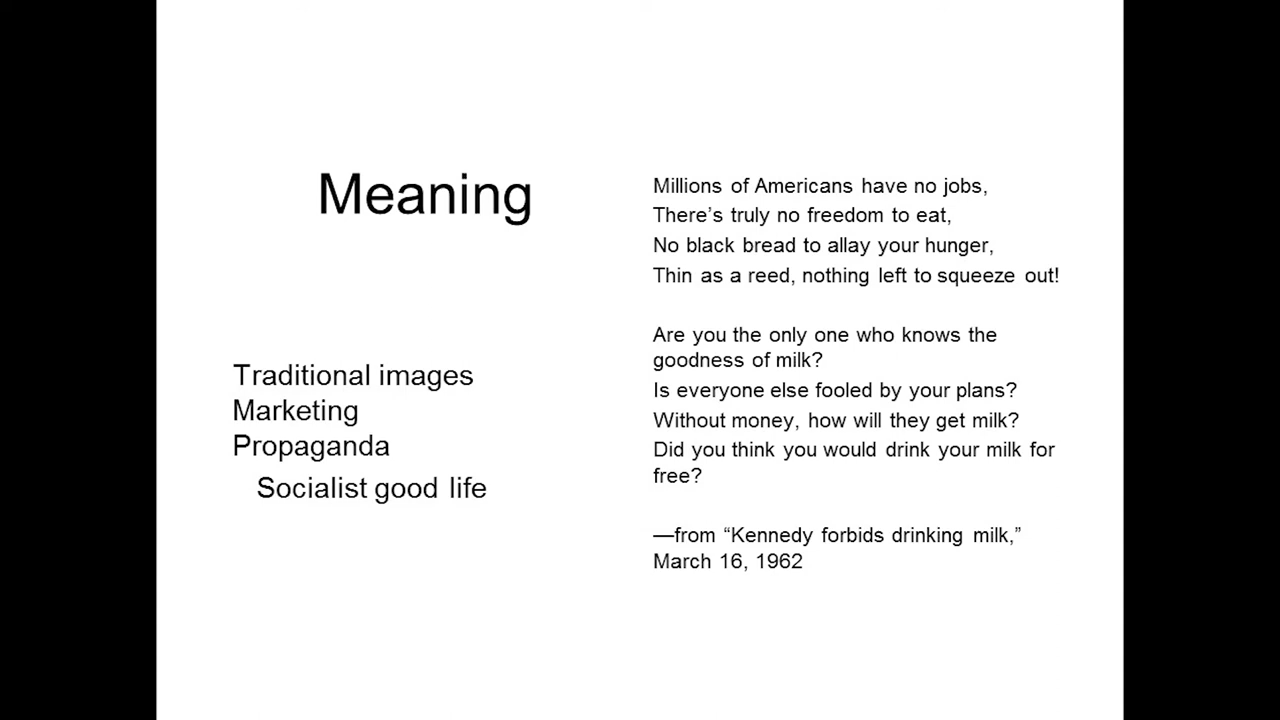 Meaning
Traditional images
Marketing
Propaganda
Socialist good life
Millions of Americans have no jobs,
There’s truly no freedom to eat,
No black bread to allay your hunger,
Thin as a reed, nothing left to squeeze out!
Are you the only one who knows the
goodness of milk?
Is everyone else fooled by your plans?
Without money, how will they get milk?
Did you think you would drink your milk for
free?
—from “Kennedy forbids drinking milk,”
March 16, 1962